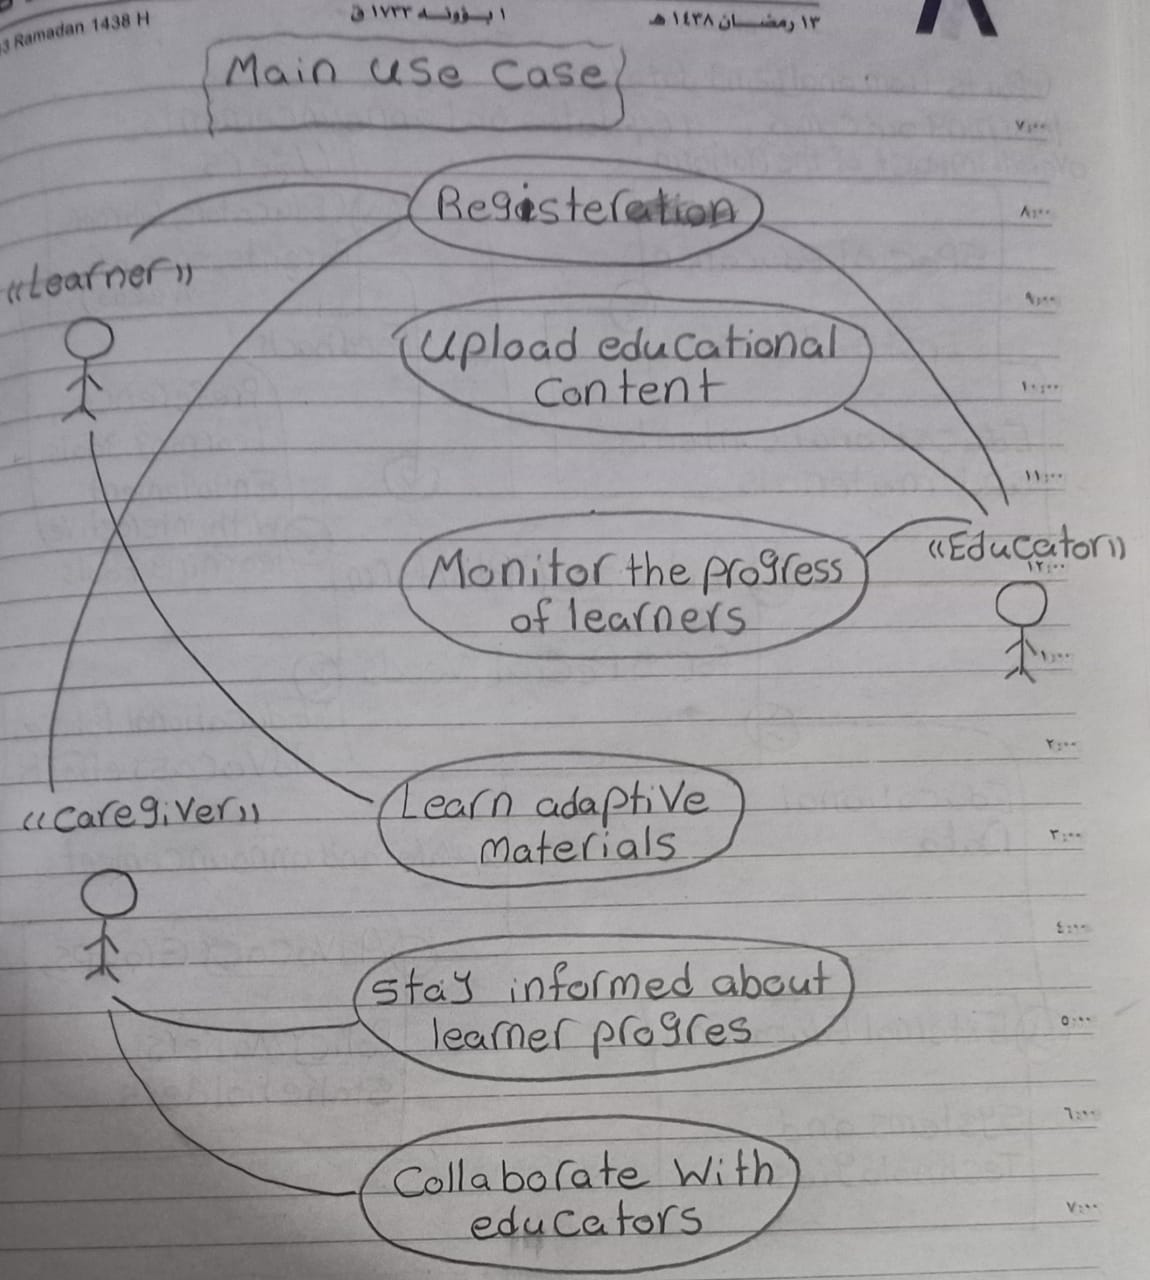 3 Ramadan 1438 H
١ بـؤونـه ١٧٣٣ ق
١٣ رمضـان ١٤٣٨ هـ
Main use case
٧:٠٠
Registeration
٨:٠٠
«Learner»
٩:٠٠
Upload educational
content
١٠:٠٠
١١:٠٠
«Educator»
١٢:٠٠
Monitor the progress
of learners
١:٠٠
٢:٠٠
«caregiver»
Learn adaptive
materials
٣:٠٠
٤:٠٠
stay informed about
learner progres
٥:٠٠
٦:٠٠
Collaborate with
educators
٧:٠٠